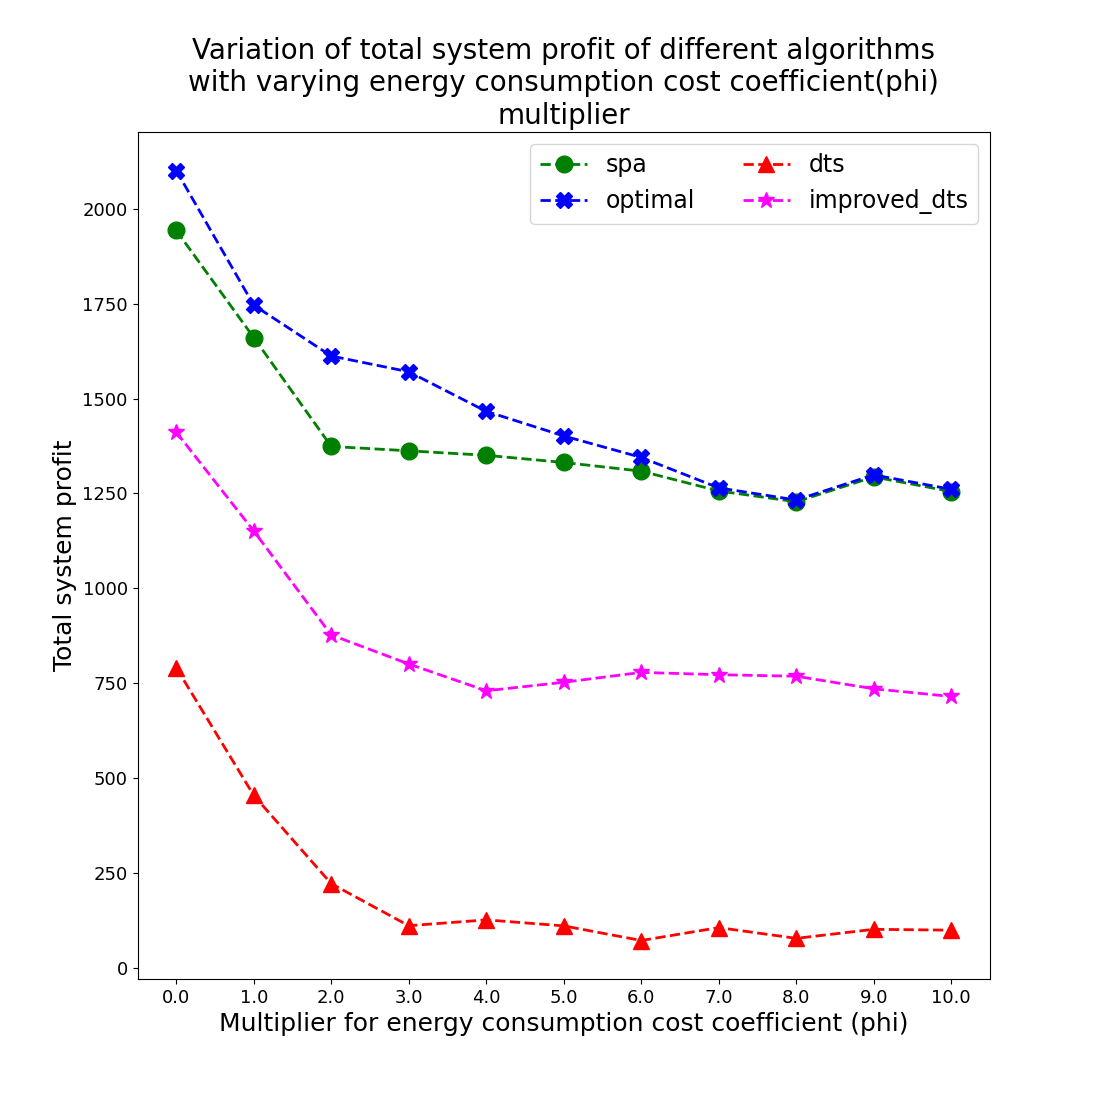 Variation of total system profit of different algorithms
with varying energy consumption cost coefficient(phi)
multiplier
spa
optimal
dts
improved_dts
Total system profit
2000
1750
1500
1250
1000
750
500
250
0
0.0 1.0 2.0 3.0 4.0 5.0 6.0 7.0 8.0 9.0 10.0
Multiplier for energy consumption cost coefficient (phi)